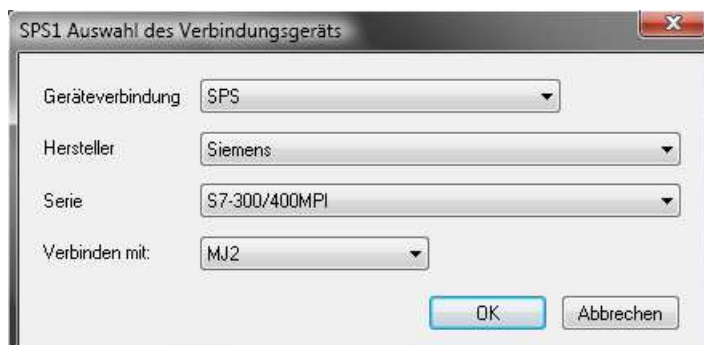 SPS1 Auswahl des Verbindungsgeräts
Geräteverbindung SPS
Hersteller Siemens
Serie S7-300/400MPI
Verbinden mit: MJ2
OK Abbrechen